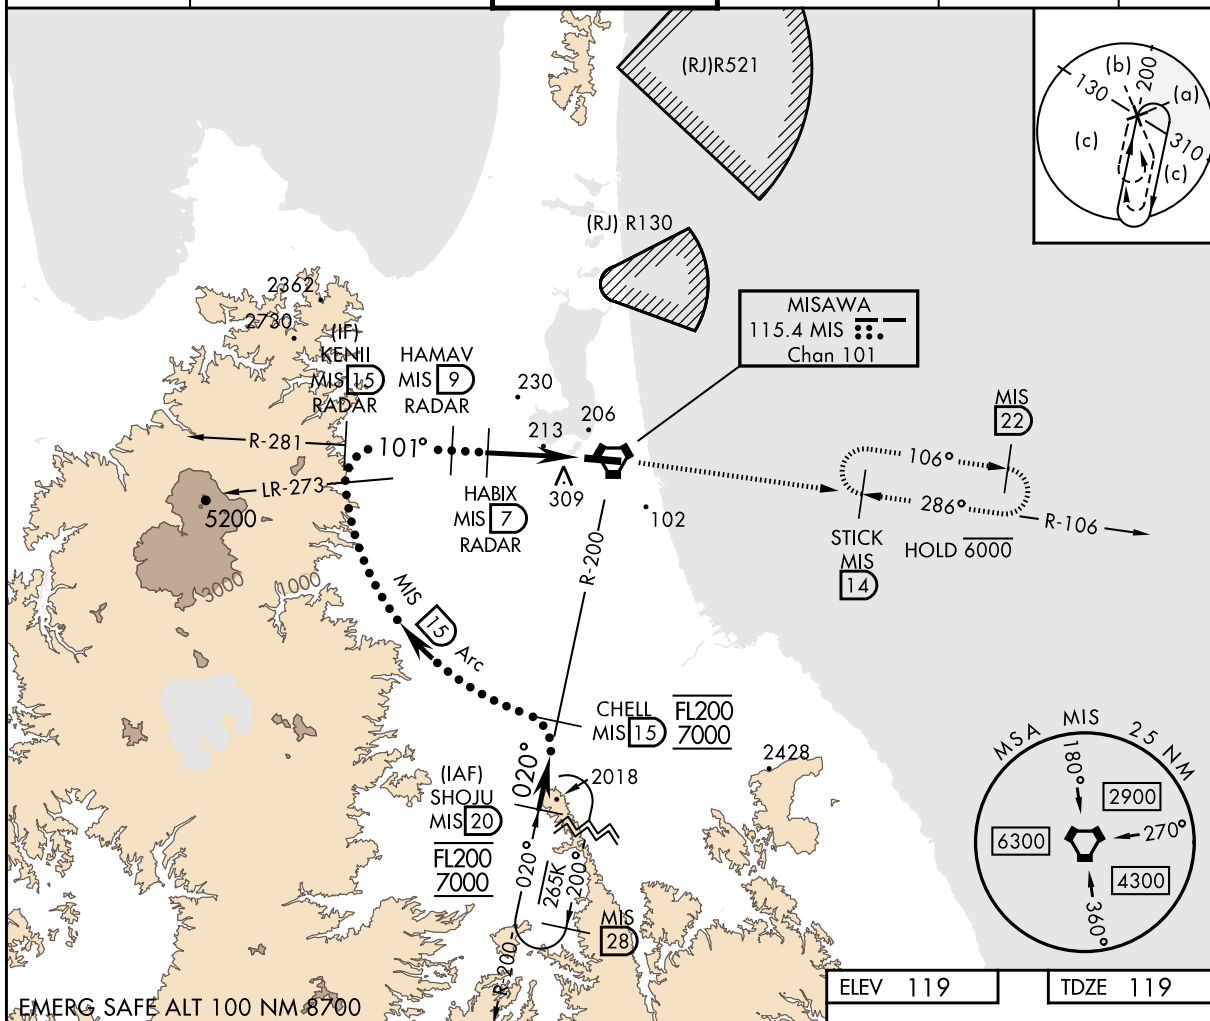 (RJ)R521
(b)
200
130
(a)
(c)
310
(c)
(RJ) R130
2362
2730
MISAWA
115.4 MIS
Chan 101
(IF)
KENII
MIS 15
RADAR
HAMAV
MIS 9
RADAR
230
206
213
MIS
22
R-281
101°
106°
LR-273
309
286°
R-106
5200
HABIX
MIS 7
RADAR
102
STICK
MIS
14
HOLD 6000
3000
1000
R-200
MIS 15 Arc
CHELL
MIS 15
FL200
7000
020°
2018
2428
(IAF)
SHOJU
MIS 20
FL200
7000
020°
265K
200°
MIS
28
R-200
MSA MIS 25 NM
180°
2900
6300
270°
4300
360°
ELEV 119
TDZE 119
EMERG SAFE ALT 100 NM 8700